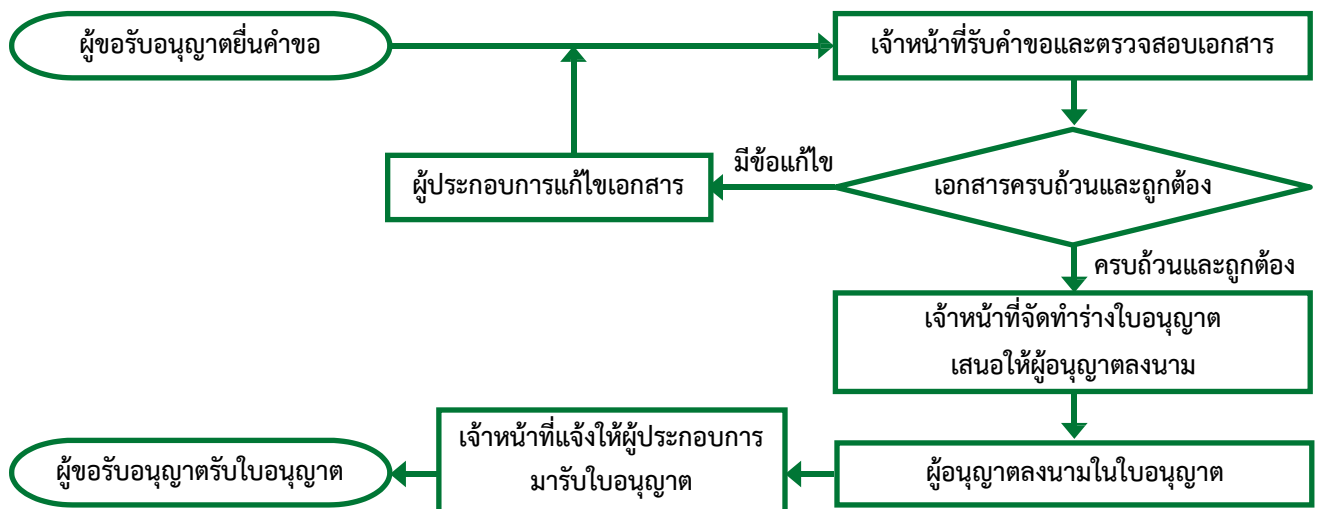 ผู้ขอรับอนุญาตยื่นคำขอ
เจ้าหน้าที่รับคำขอและตรวจสอบเอกสาร
มีข้อแก้ไข
ผู้ประกอบการแก้ไขเอกสาร
เอกสารครบถ้วนและถูกต้อง
ครบถ้วนและถูกต้อง
เจ้าหน้าที่จัดทำร่างใบอนุญาต
เสนอให้ผู้อนุญาตลงนาม
ผู้อนุญาตลงนามในใบอนุญาต
เจ้าหน้าที่แจ้งให้ผู้ประกอบการ
มารับใบอนุญาต
ผู้ขอรับอนุญาตรับใบอนุญาต